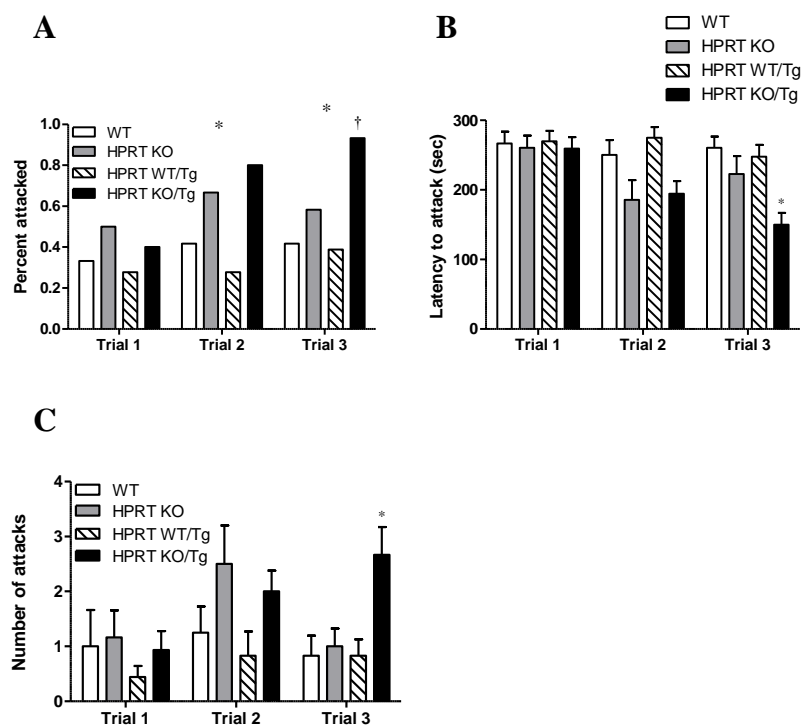 A
WT
HPRT KO
HPRT WT/Tg
HPRT KO/Tg
*
*
†
Percent attacked
1.0
0.8
0.6
0.4
0.2
0.0
Trial 1
Trial 2
Trial 3
B
WT
HPRT KO
HPRT WT/Tg
HPRT KO/Tg
Latency to attack (sec)
300
200
300
200
*
Trial 1
Trial 2
Trial 3
C
WT
HPRT KO
HPRT WT/Tg
HPRT KO/Tg
*
Number of attacks
4
3
2
1
0
Trial 1
Trial 2
Trial 3